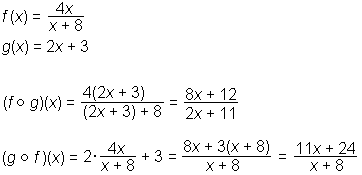 f(x) = 4x / x + 8
g(x) = 2x + 3
(f ∘ g)(x) = 4(2x + 3) / (2x + 3) + 8 = 8x + 12 / 2x + 11
(g ∘ f)(x) = 2 · 4x / x + 8 + 3 = 8x + 3(x + 8) / x + 8 = 11x + 24 / x + 8